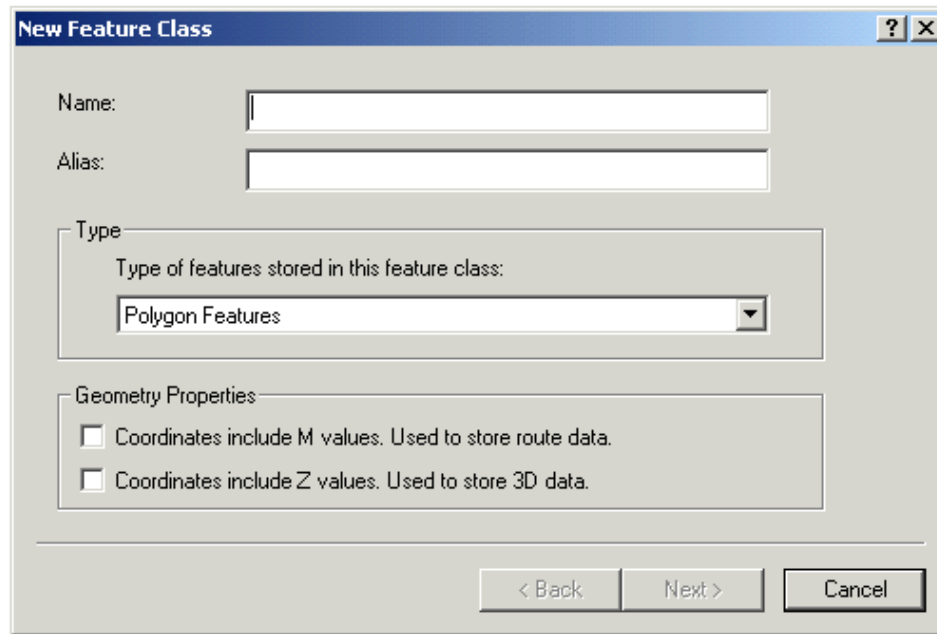 New Feature Class
Name:
Alias:
Type
Type of features stored in this feature class:
Polygon Features
Geometry Properties
Coordinates include M values. Used to store route data.
Coordinates include Z values. Used to store 3D data.
< Back Next > Cancel